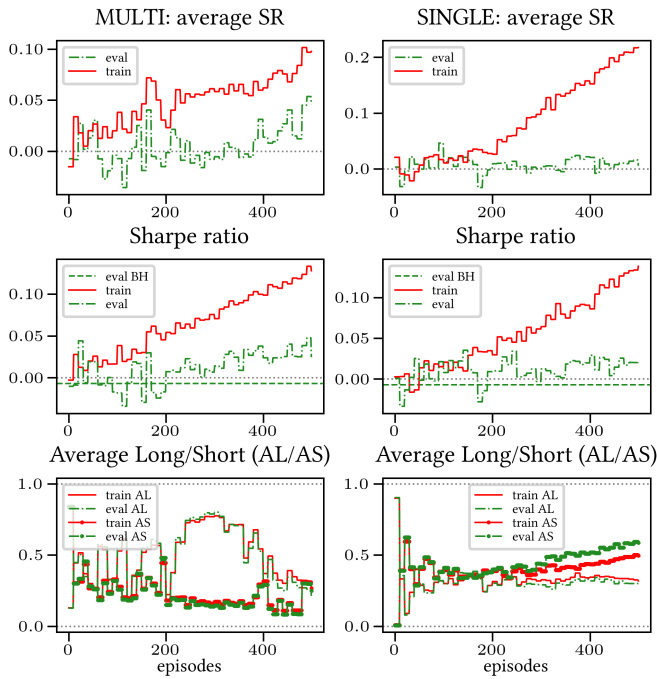 MULTI: average SR
SINGLE: average SR
0.10
0.05
0.00
eval
train
0 200 400
0.2
0.1
0.0
eval
train
0 200 400
Sharpe ratio
Sharpe ratio
0.10
0.05
0.00
eval BH
train
eval
0 200 400
0.10
0.05
0.00
eval BH
train
eval
0 200 400
Average Long/Short (AL/AS)
Average Long/Short (AL/AS)
1.0
0.5
0.0
train AL
eval AL
train AS
eval AS
0 200 400
episodes
1.0
0.5
0.0
train AL
eval AL
train AS
eval AS
0 200 400
episodes